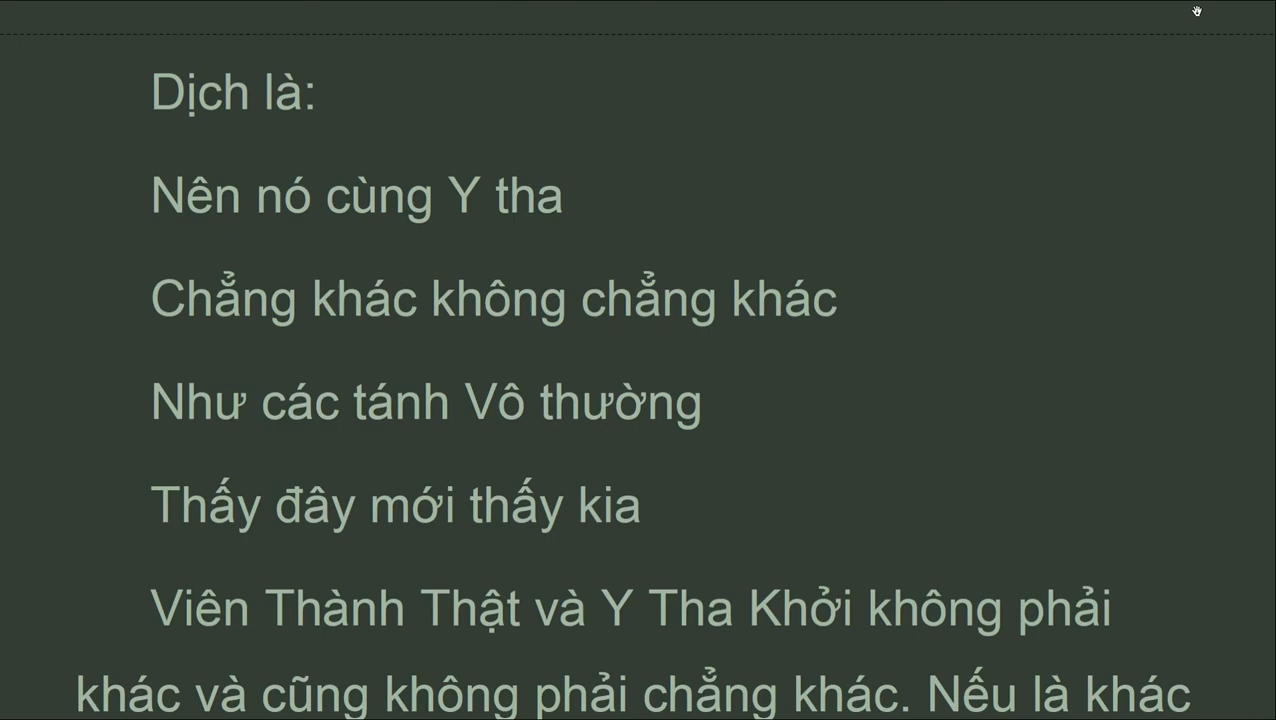 Dịch là:
Nên nó cùng Y tha
Chẳng khác không chẳng khác
Như các tánh Vô thường
Thấy đây mới thấy kia
Viên Thành Thật và Y Tha Khởi không phải
khác và cũng không phải chẳng khác. Nếu là khác